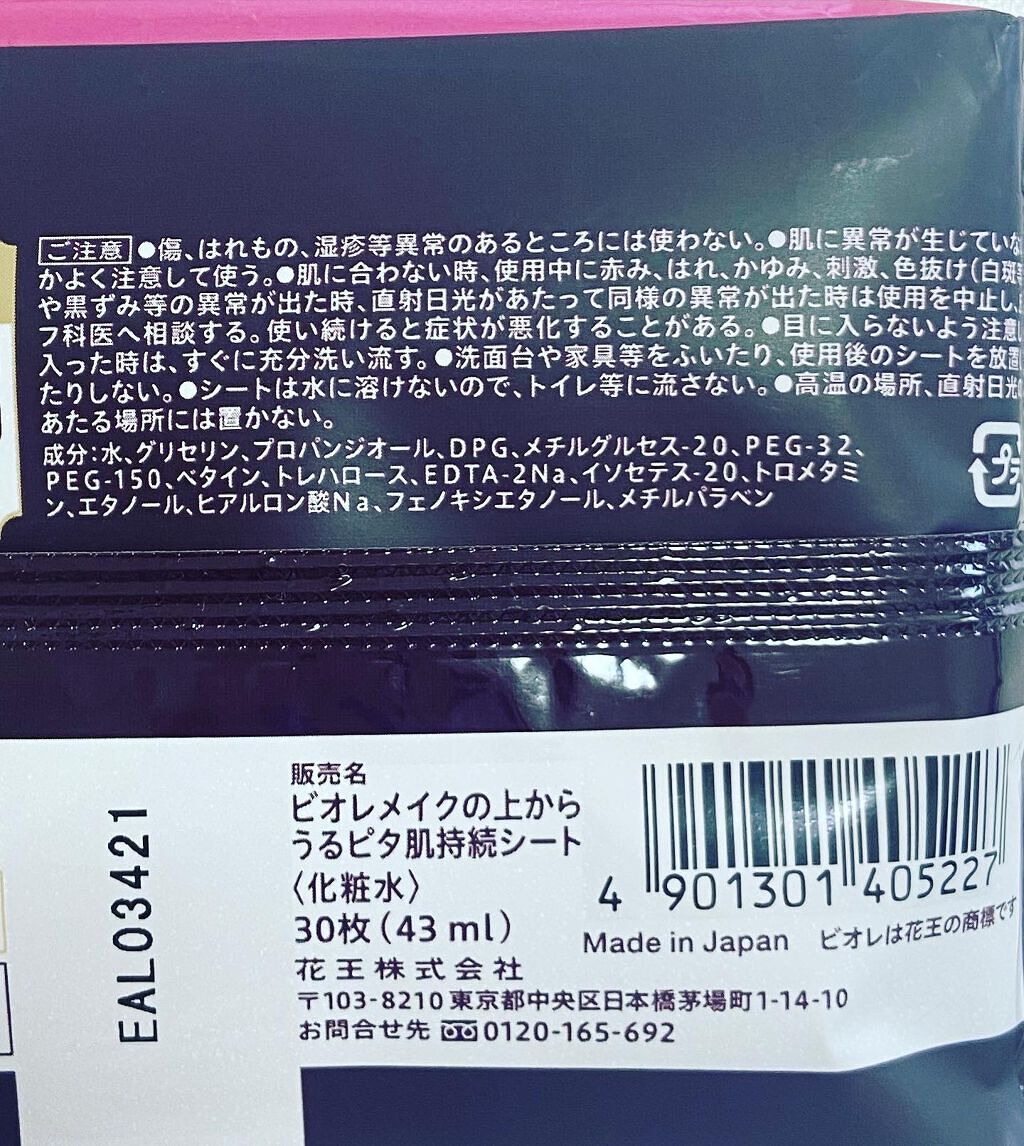 ご注意 ●傷、はれもの、湿疹等異常のあるところには使わない。●肌に異常が生じていな
かよく注意して使う。●肌に合わない時、使用中に赤み、はれ、かゆみ、刺激、色抜け(白斑等
や黒ずみ等の異常が出た時、直射日光があたって同様の異常が出た時は使用を中止し、
フ科医へ相談する。使い続けると症状が悪化することがある。●目に入らないよう注意し
入った時は、すぐに充分洗い流す。●洗面台や家具等をふいたり、使用後のシートを放置
たりしない。●シートは水に溶けないので、トイレ等に流さない。●高温の場所、直射日光の
あたる場所には置かない。
成分:水、グリセリン、プロパンジオール、DPG、メチルグルセス-20、PEG-32、
PEG-150、ベタイン、トレハロース、EDTA-2Na、イソセテス-20、トロメタミ
ン、エタノール、ヒアルロン酸Na、フェノキシエタノール、メチルパラベン
プラ
EAL03421
販売名
ビオレメイクの上から
うるピタ肌持続シート
〈化粧水〉
30枚(43 ml)
花王株式会社
〒103-8210 東京都中央区日本橋茅場町1-14-10
お問合せ先 0120-165-692
4 901301 405227
Made in Japan ビオレは花王の商標です